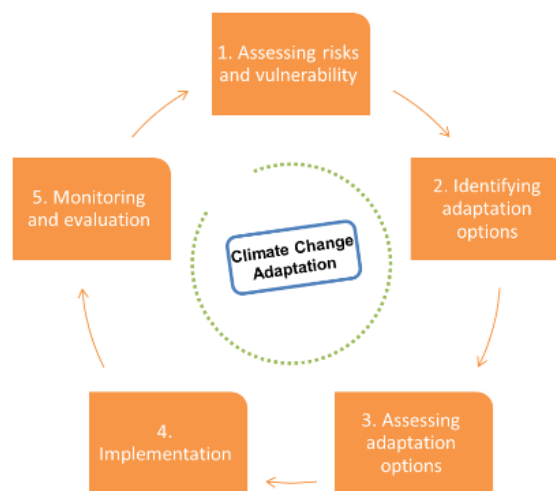 1. Assessing risks
and vulnerability
2. Identifying
adaptation
options
3. Assessing
adaptation
options
4.
Implementation
5. Monitoring
and evaluation
Climate Change
Adaptation